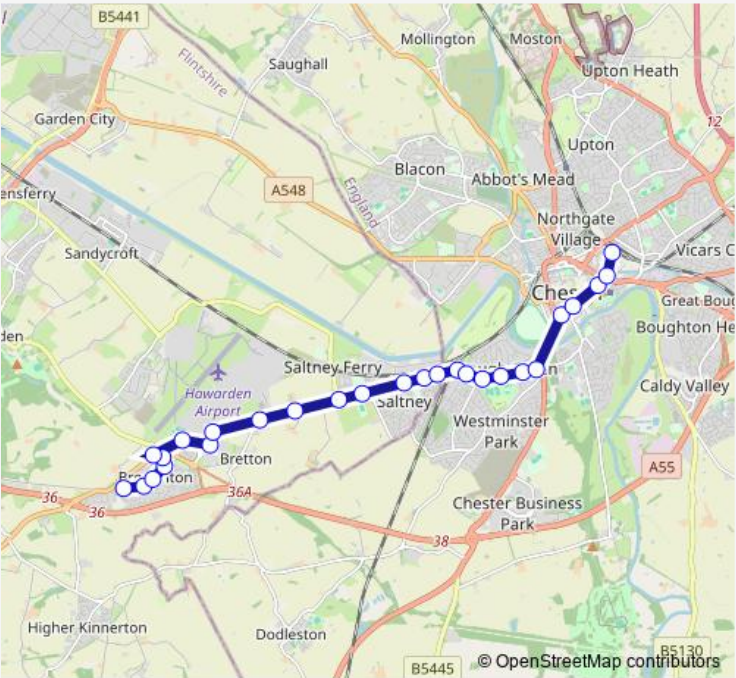 B5441
Mollington
Moston
Saughall
Upton Heath
Flintshire
Garden City
12
Upton
Blacon
Abbot's Mead
A548
England
ensferry
Northgate
Village
Sandycroft
Vicars C
Ches
Great Boug
Boughton He
den
Saltney Ferry
Hawarden
Airport
Caldy Valley
Saltney
Westminster
Park
Bretton
A55
36
36A
36
Chester Business
Park
38
Higher Kinnerton
Dodleston
B5130
B5445
© OpenStreetMap contributors